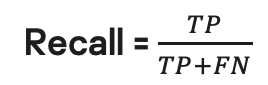 Recall = TP / TP+FN